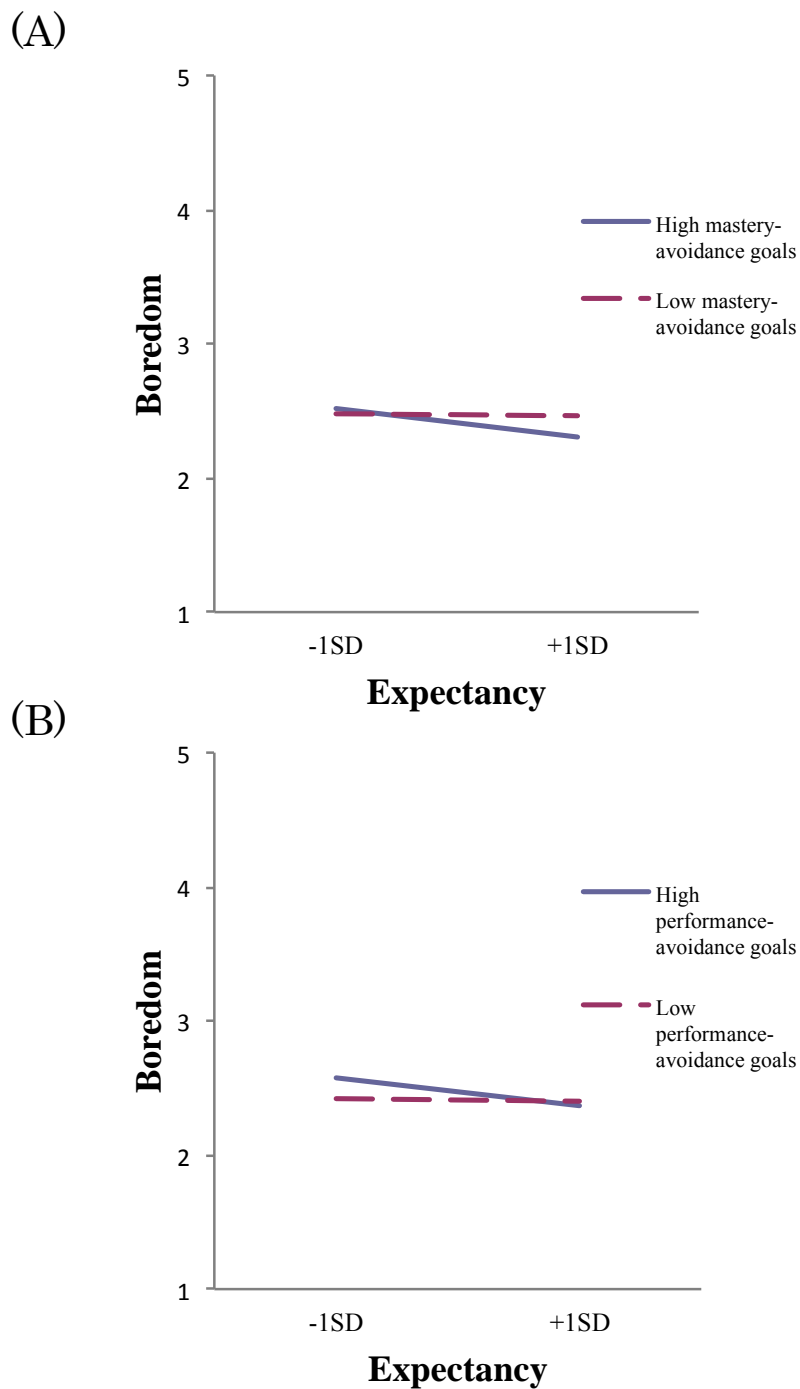 (A)
5
4
3
2
1
Boredom
High mastery-
avoidance goals
Low mastery-
avoidance goals
-1SD
+1SD
Expectancy
(B)
5
4
3
2
1
Boredom
High
performance-
avoidance goals
Low
performance-
avoidance goals
-1SD
+1SD
Expectancy